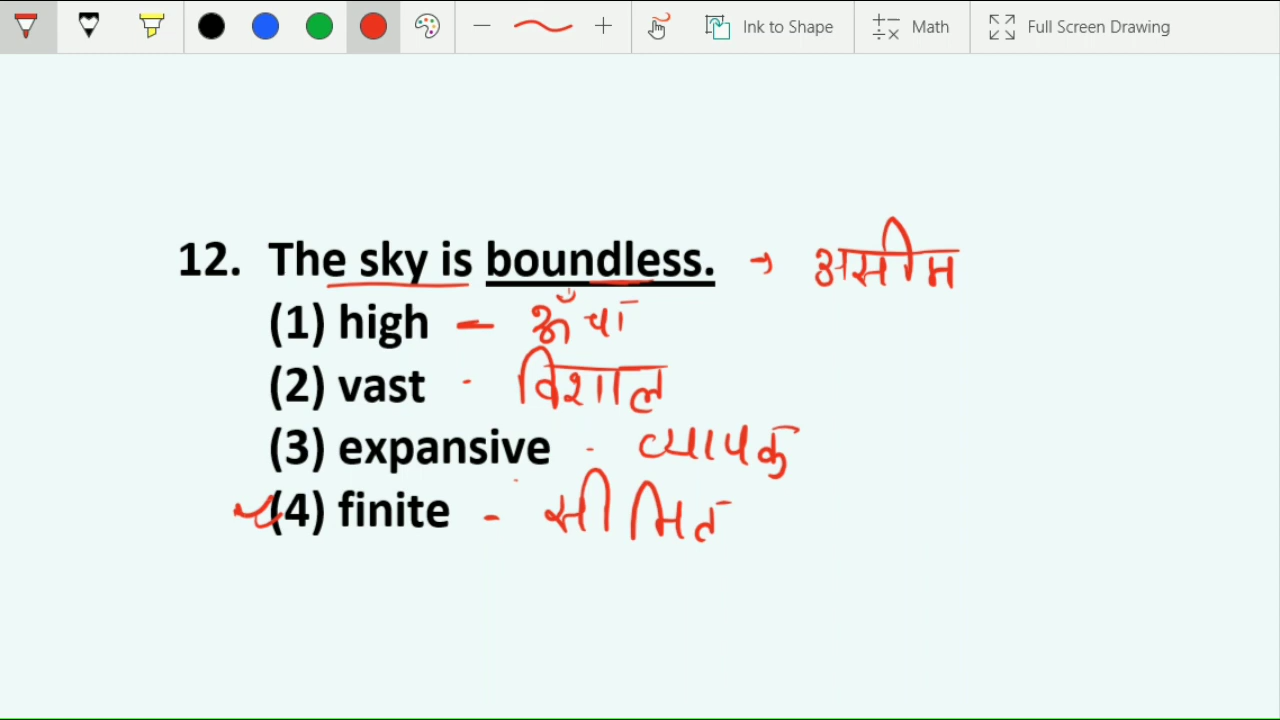 Ink to Shape Math Full Screen Drawing
12. The sky is boundless. → असीम
(1) high – ऊँचा
(2) vast - विशाल
(3) expansive - व्यापक
(4) finite - सीमित